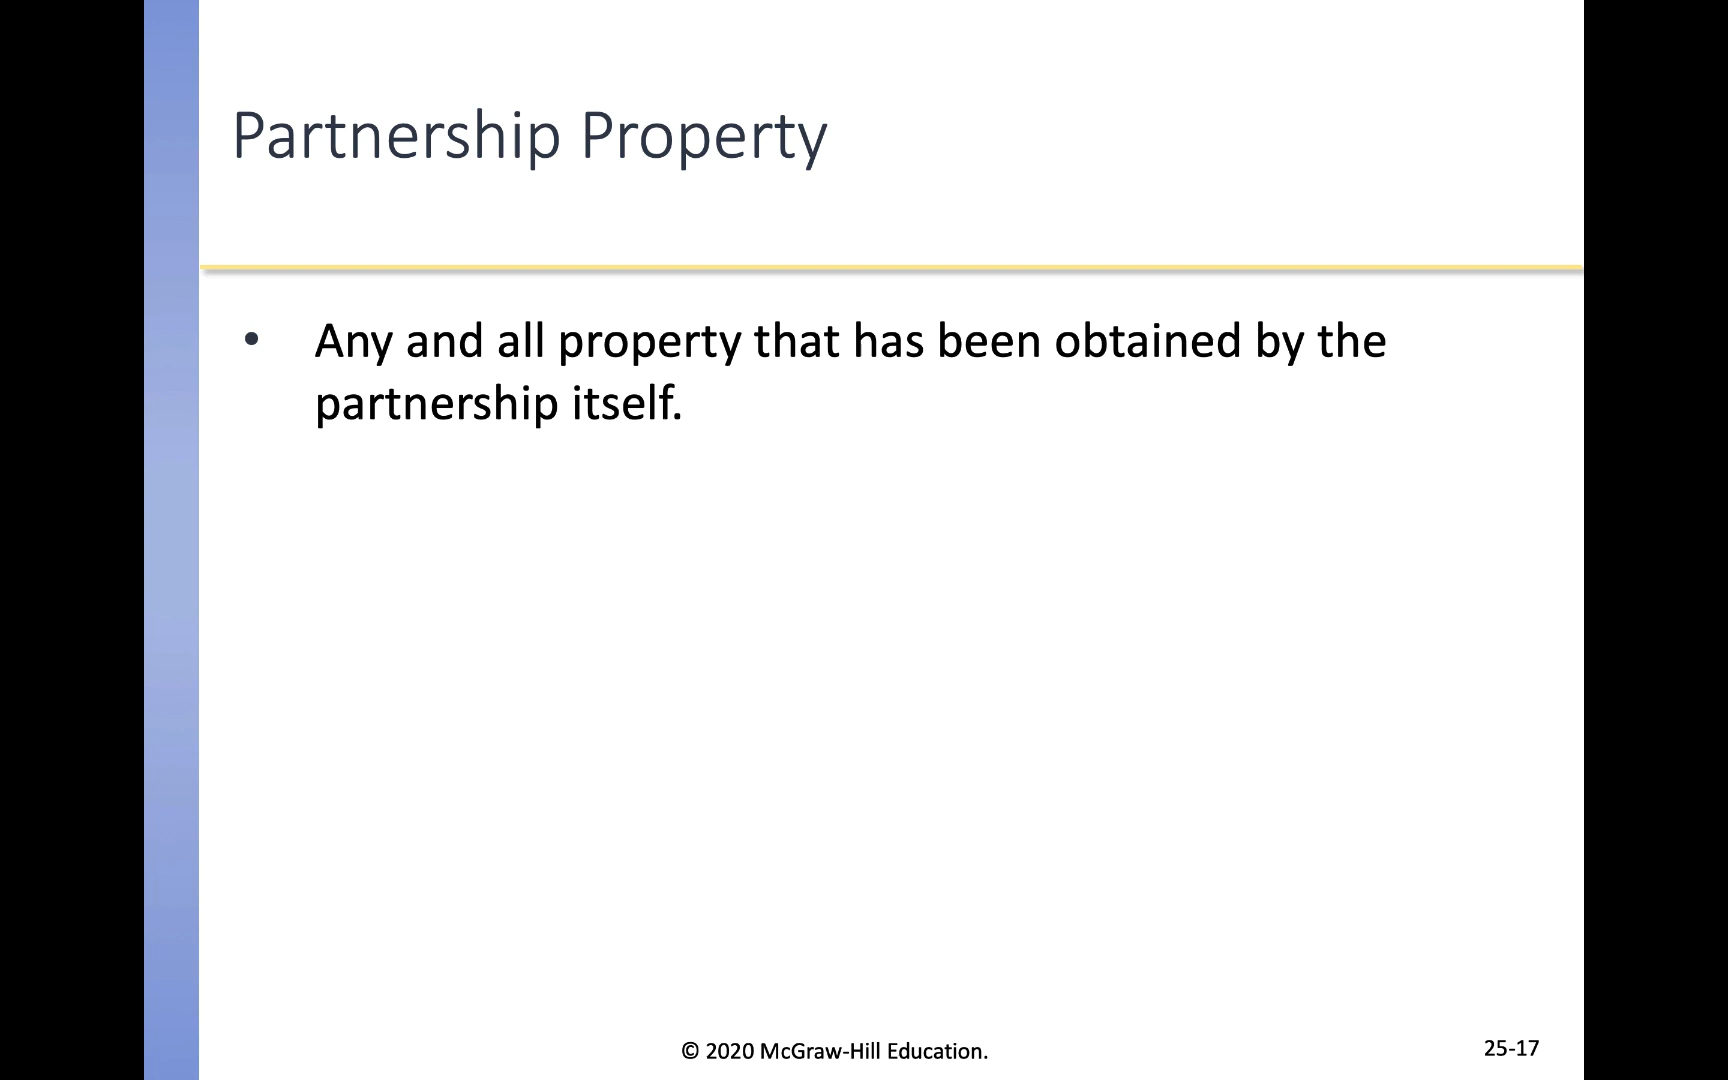 Partnership Property
• Any and all property that has been obtained by the
partnership itself.
© 2020 McGraw-Hill Education.
25-17